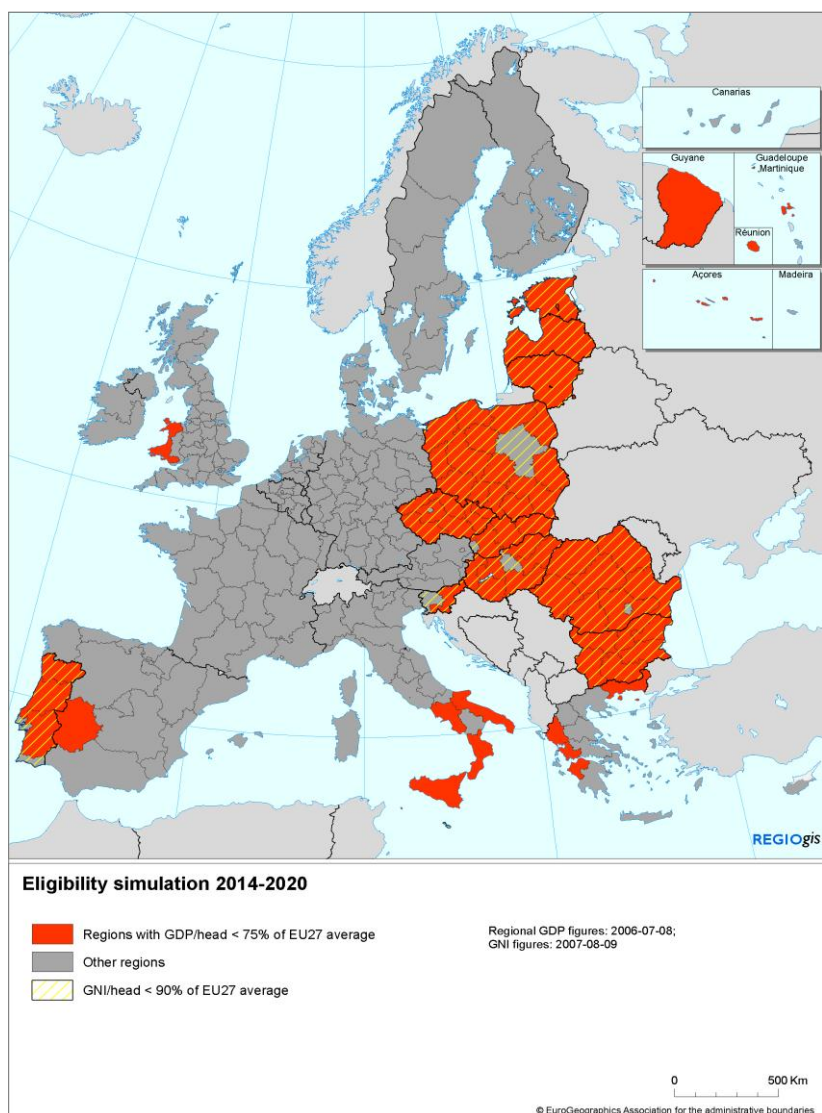 Canarias
Guyane
Guadeloupe
Martinique
Réunion
Açores
Madeira
REGIOgis
Eligibility simulation 2014-2020
Regions with GDP/head < 75% of EU27 average
Other regions
GNI/head < 90% of EU27 average
Regional GDP figures: 2006-07-08;
GNI figures: 2007-08-09
0 500 Km
© EuroGeographics Association for the administrative boundaries